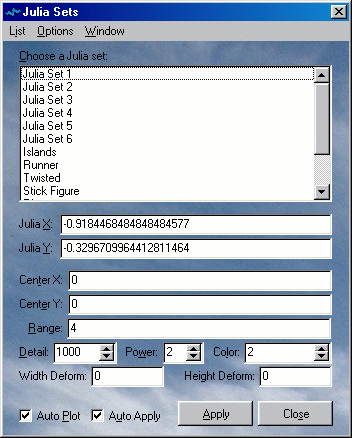 Julia Sets
List Options Window
Choose a Julia set:
Julia Set 1
Julia Set 2
Julia Set 3
Julia Set 4
Julia Set 5
Julia Set 6
Islands
Runner
Twisted
Stick Figure
Julia X: -0.9184468484848484577
Julia Y: -0.3296709964412811464
Center X: 0
Center Y: 0
Range: 4
Detail: 1000 Power: 2 Color: 2
Width Deform: 0 Height Deform: 0
Auto Plot Auto Apply Apply Close